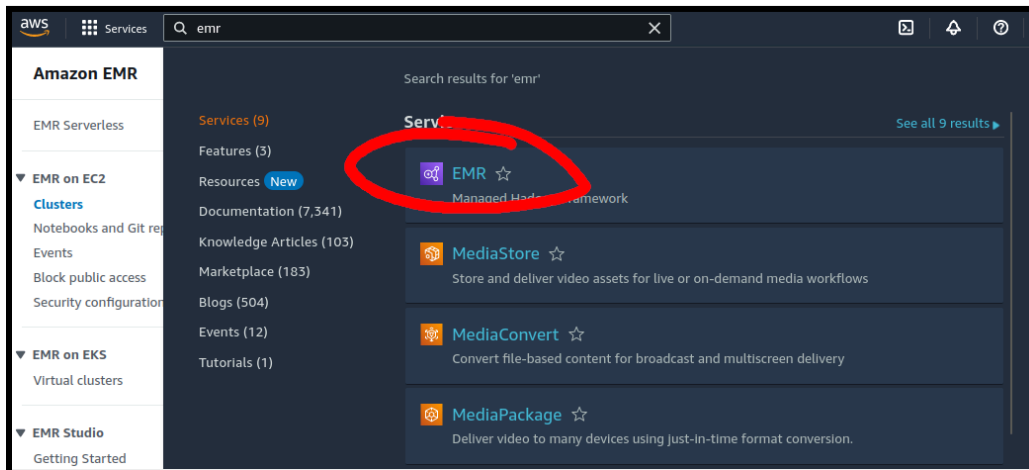 aws
Services
emr
Amazon EMR
EMR Serverless
EMR on EC2
Clusters
Notebooks and Git rep
Events
Block public access
Security configuration
EMR on EKS
Virtual clusters
EMR Studio
Getting Started
Search results for 'emr'
Services (9)
Features (3)
Resources New
Documentation (7,341)
Knowledge Articles (103)
Marketplace (183)
Blogs (504)
Events (12)
Tutorials (1)
See all 9 results
EMR
Managed
MediaStore
Store and deliver video assets for live or on-demand media workflows
MediaConvert
Convert file-based content for broadcast and multiscreen delivery
MediaPackage
Deliver video to many devices using just-in-time format conversion.